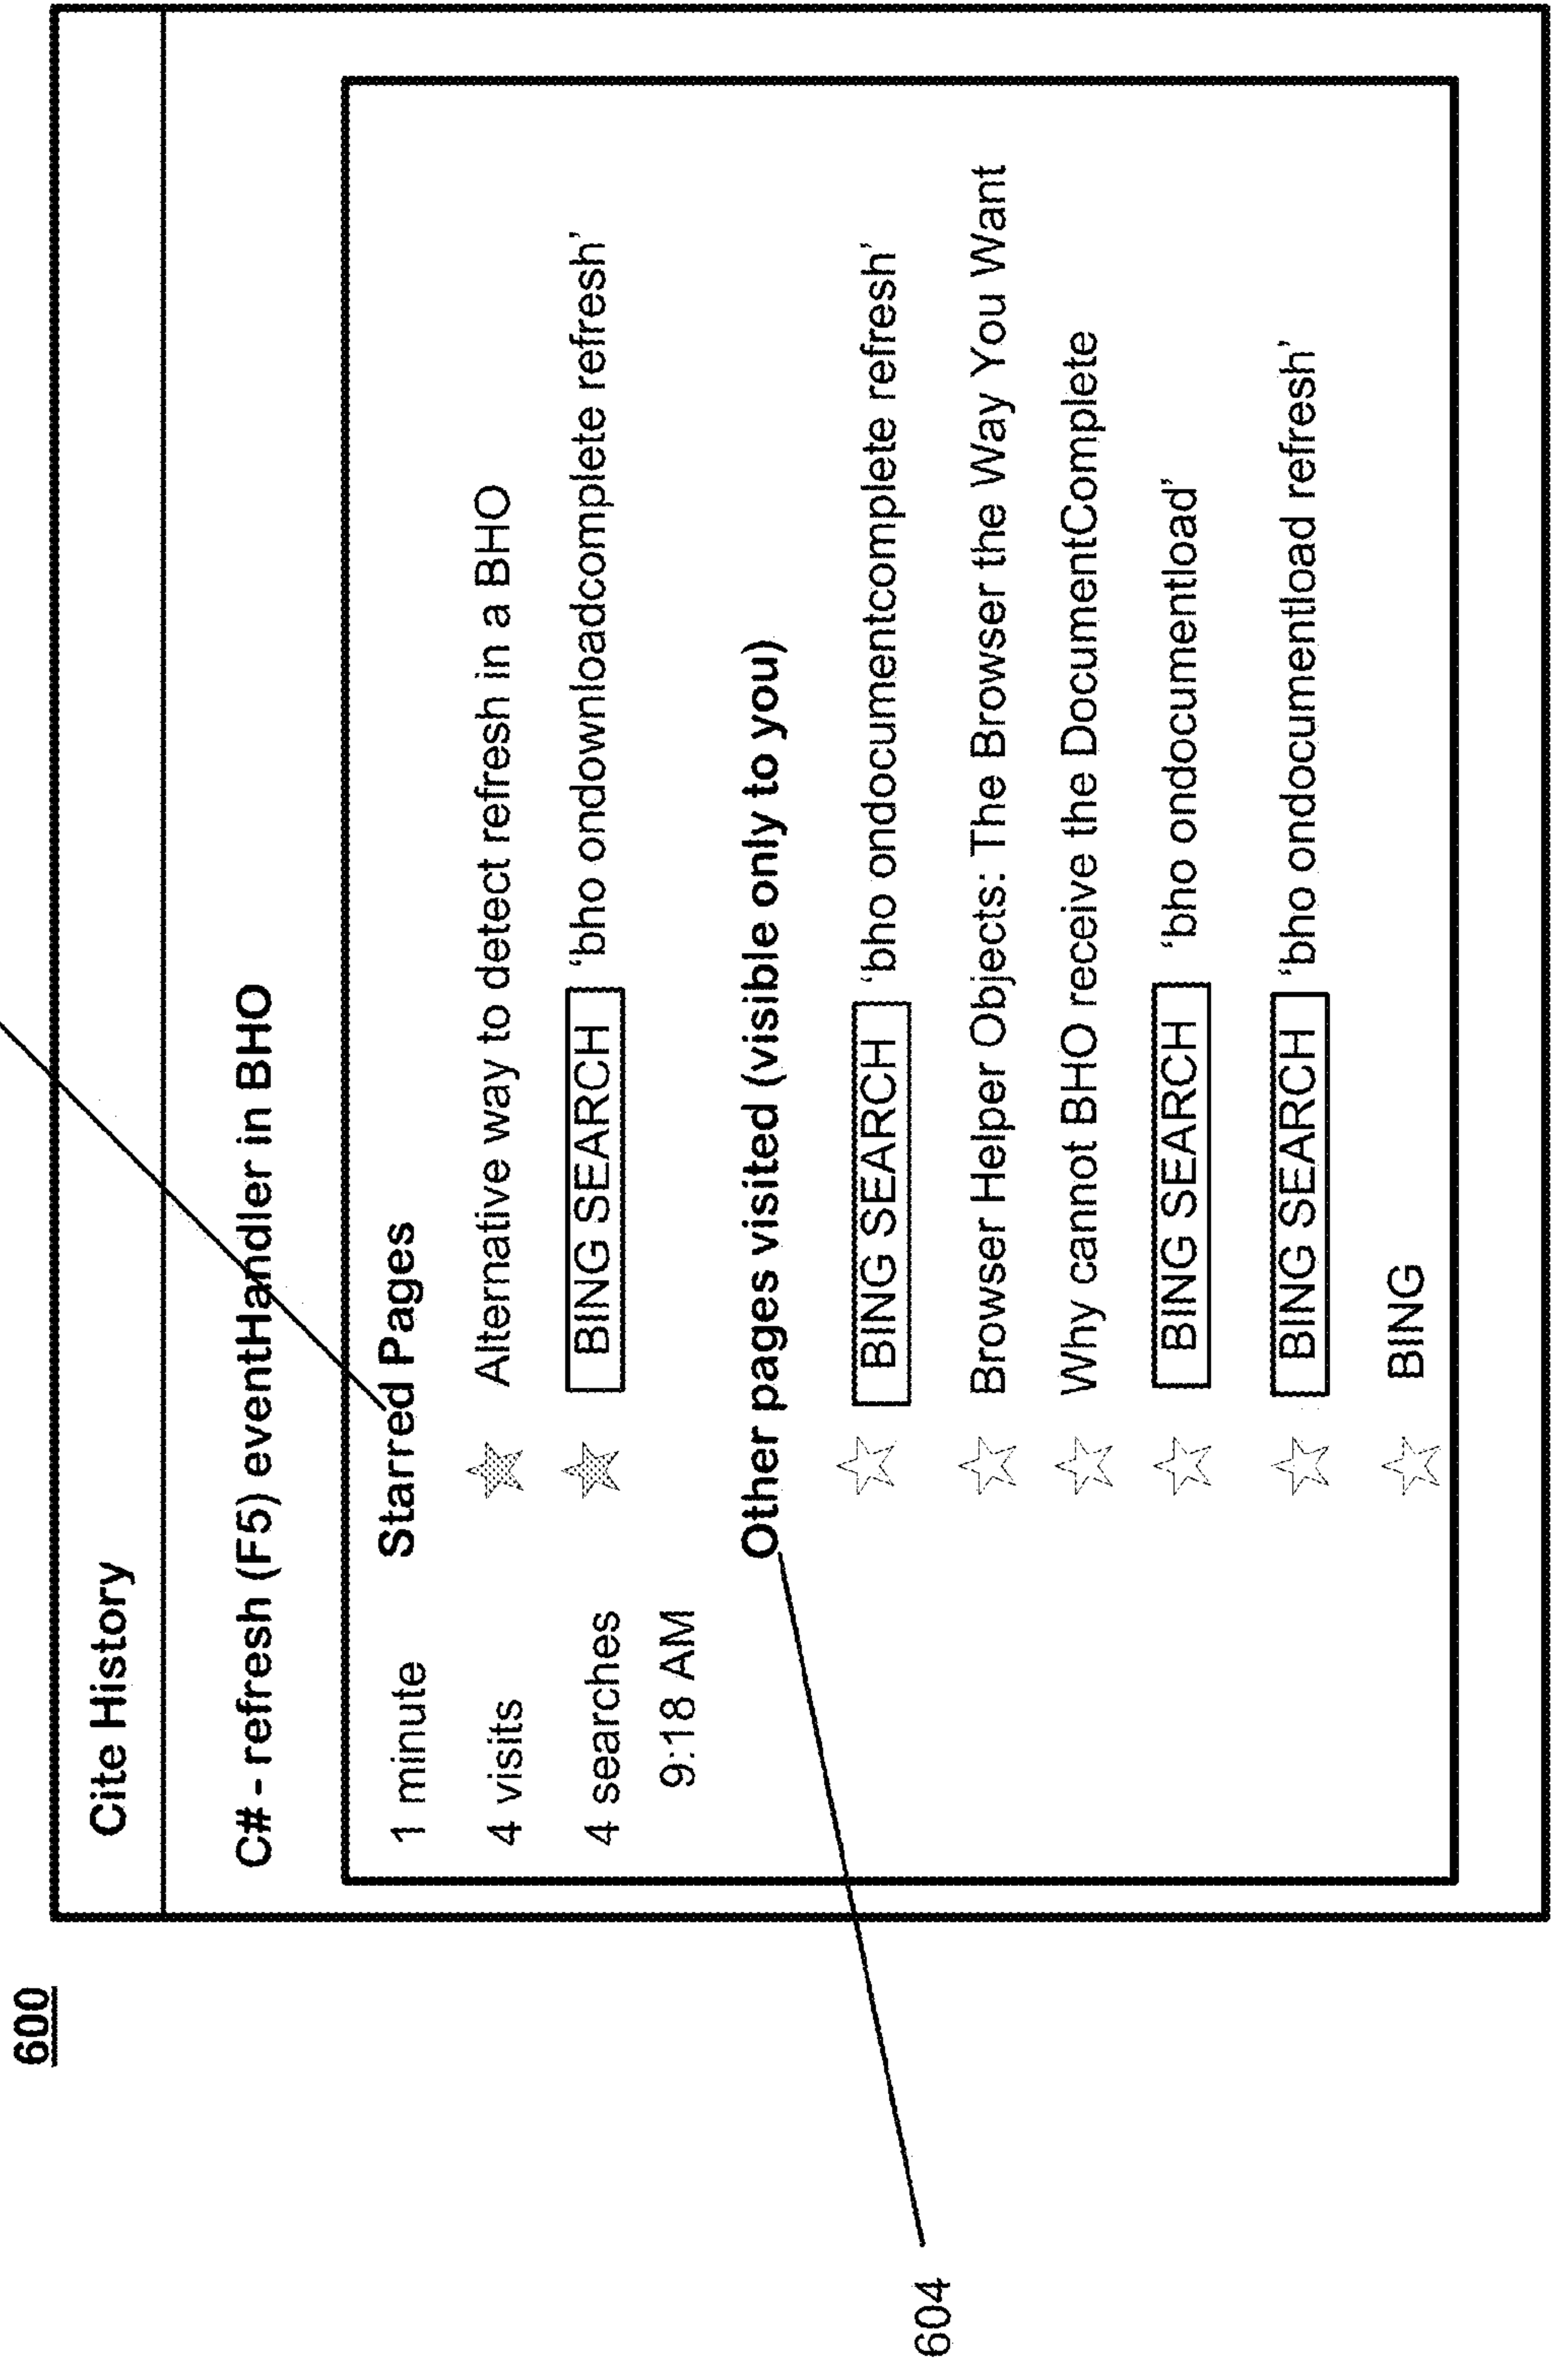 600
Cite History
C# - refresh (F5) eventHandler in BHO
1 minute
4 visits
4 searches
9:18 AM
Starred Pages
Alternative way to detect refresh in a BHO
BING SEARCH 'bho ondownloadcomplete refresh'
Other pages visited (visible only to you)
BING SEARCH 'bho ondocumentcomplete refresh'
Browser Helper Objects: The Browser the Way You Want
Why cannot BHO receive the DocumentComplete
BING SEARCH 'bho ondocumentload'
BING SEARCH 'bho ondocumentload refresh'
BING
604